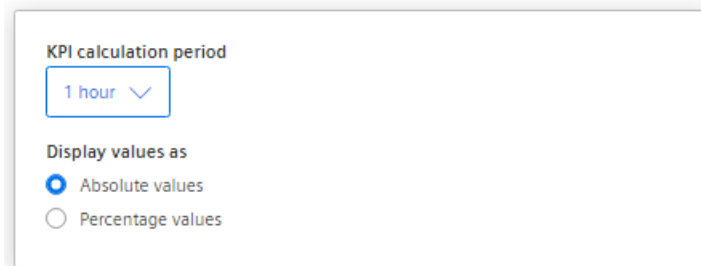 KPI calculation period
1 hour
Display values as
Absolute values
Percentage values